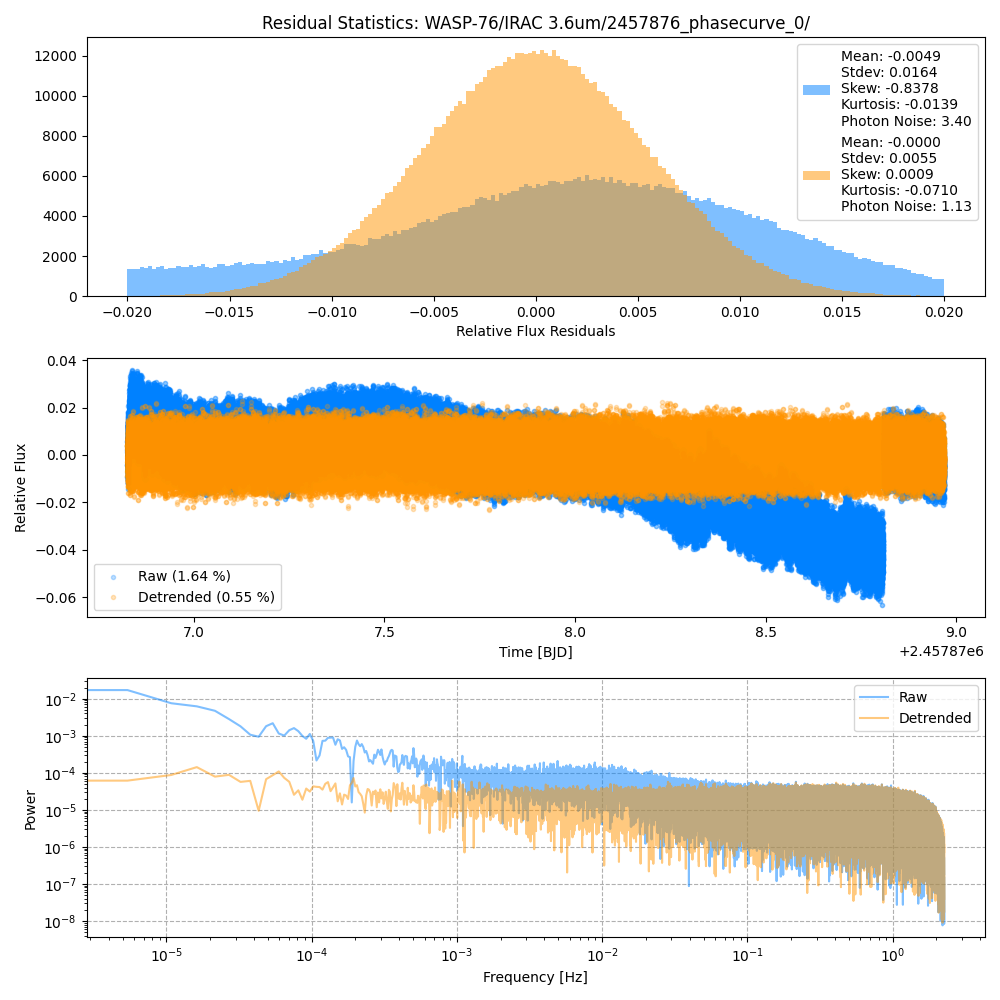 Residual Statistics: WASP-76/IRAC 3.6um/2457876_phasecurve_0/
12000
10000
8000
6000
4000
2000
0
Mean: -0.0049
Stdev: 0.0164
Skew: -0.8378
Kurtosis: -0.0139
Photon Noise: 3.40
Mean: -0.0000
Stdev: 0.0055
Skew: 0.0009
Kurtosis: -0.0710
Photon Noise: 1.13
−0.020 −0.015 −0.010 −0.005 0.000 0.005 0.010 0.015 0.020
Relative Flux Residuals
0.04
0.02
0.00
−0.02
−0.04
−0.06
Relative Flux
Raw (1.64 %)
Detrended (0.55 %)
7.0 7.5 8.0 8.5 9.0
+2.45787e6
Time [BJD]
10⁻²
10⁻³
10⁻⁴
10⁻⁵
10⁻⁶
10⁻⁷
10⁻⁸
Power
Raw
Detrended
10⁻⁵ 10⁻⁴ 10⁻³ 10⁻² 10⁻¹ 10⁰
Frequency [Hz]